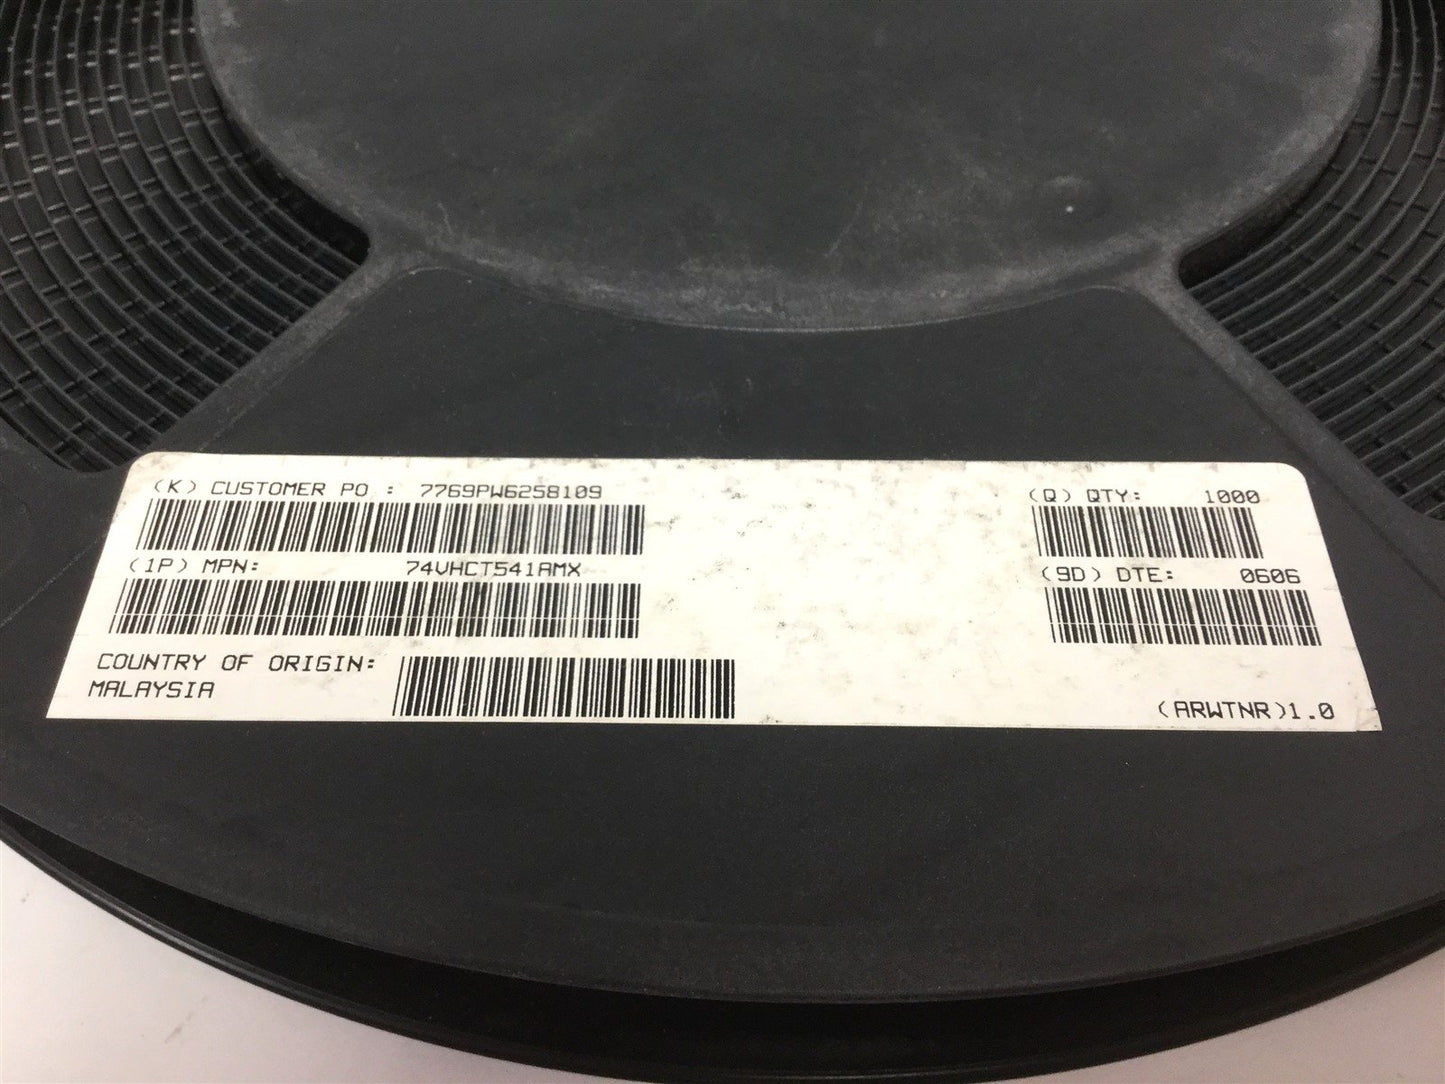 (K) CUSTOMER PO : 7769PW6258109
(Q) QTY: 1000
(1P) MPN: 74VHCT541AMX
(9D) DTE: 0606
COUNTRY OF ORIGIN:
MALAYSIA
(ARWTNR)1.0